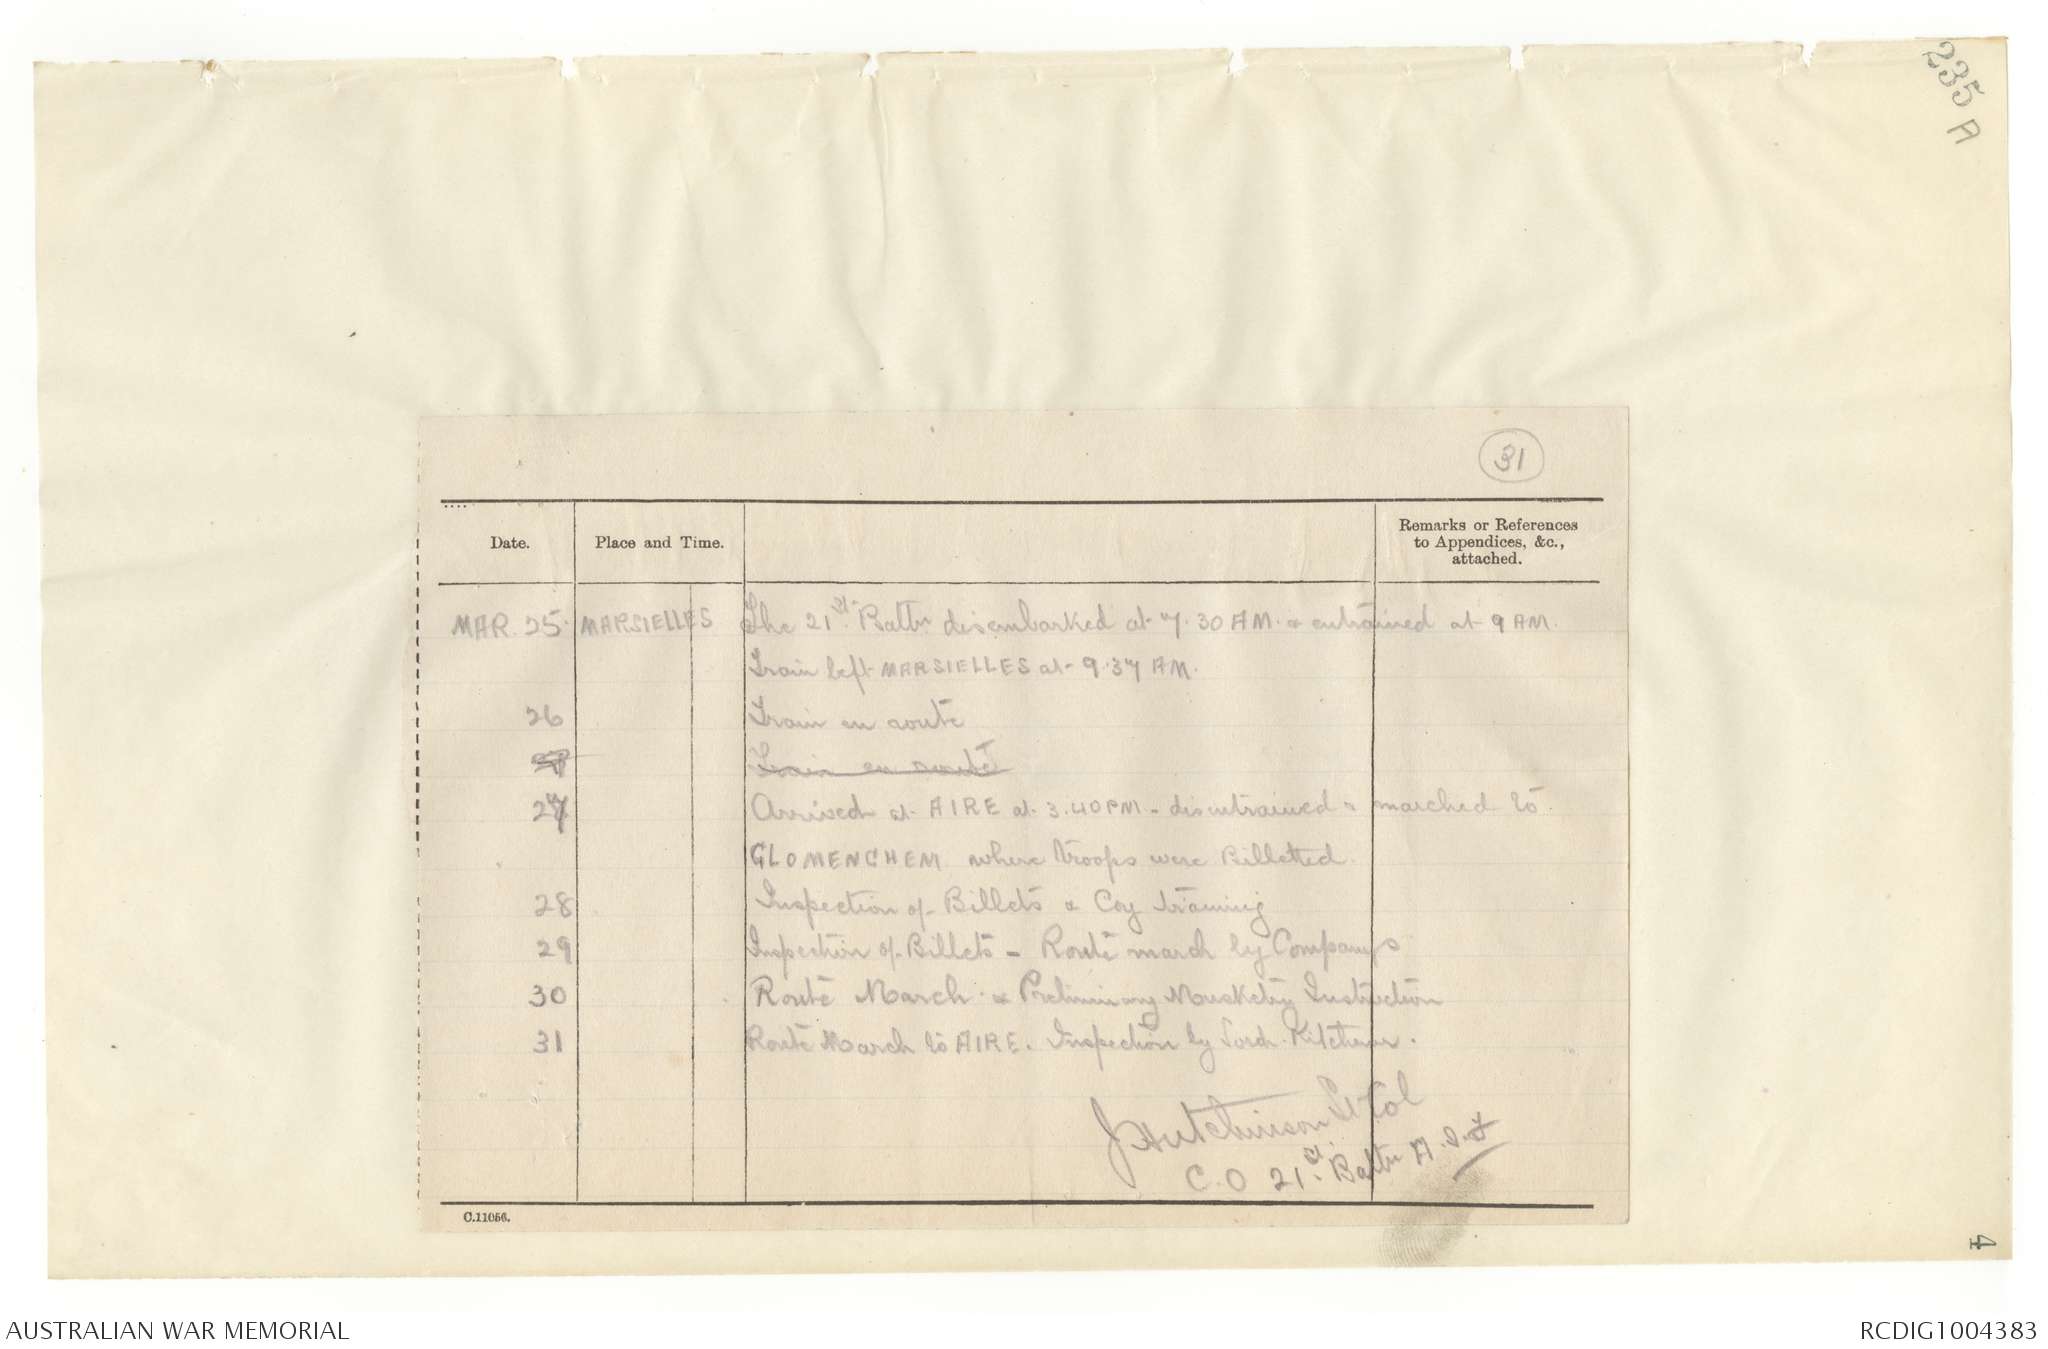 235 A
31
Date. Place and Time. Remarks or References
to Appendices, &c.,
attached.
MAR. 25. MARSIELLES The 21st. Battn disembarked at 7.30 AM. & entrained at 9 AM.
Train left MARSIELLES at 9.37 AM.
26 Train en route
Train en route
27 Arrived at AIRE at 3.40 PM - disentrained & marched to
GLOMENGHEM where troops were Billetted.
28 Inspection of Billets & Coy training
29 Inspection of Billets - Route march by Companys
30 Route March & Preliminary Musketry Instruction
31 Route March to AIRE. Inspection by Lord Kitchener.
J Hutchinson Lt Col
C.O 21st. Battn A.I.F
C.11056.
4
AUSTRALIAN WAR MEMORIAL RCDIG1004383